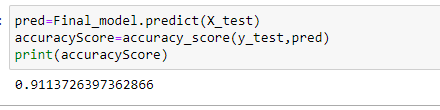 pred=Final_model.predict(X_test)
accuracyScore=accuracy_score(y_test,pred)
print(accuracyScore)
0.9113726397362866